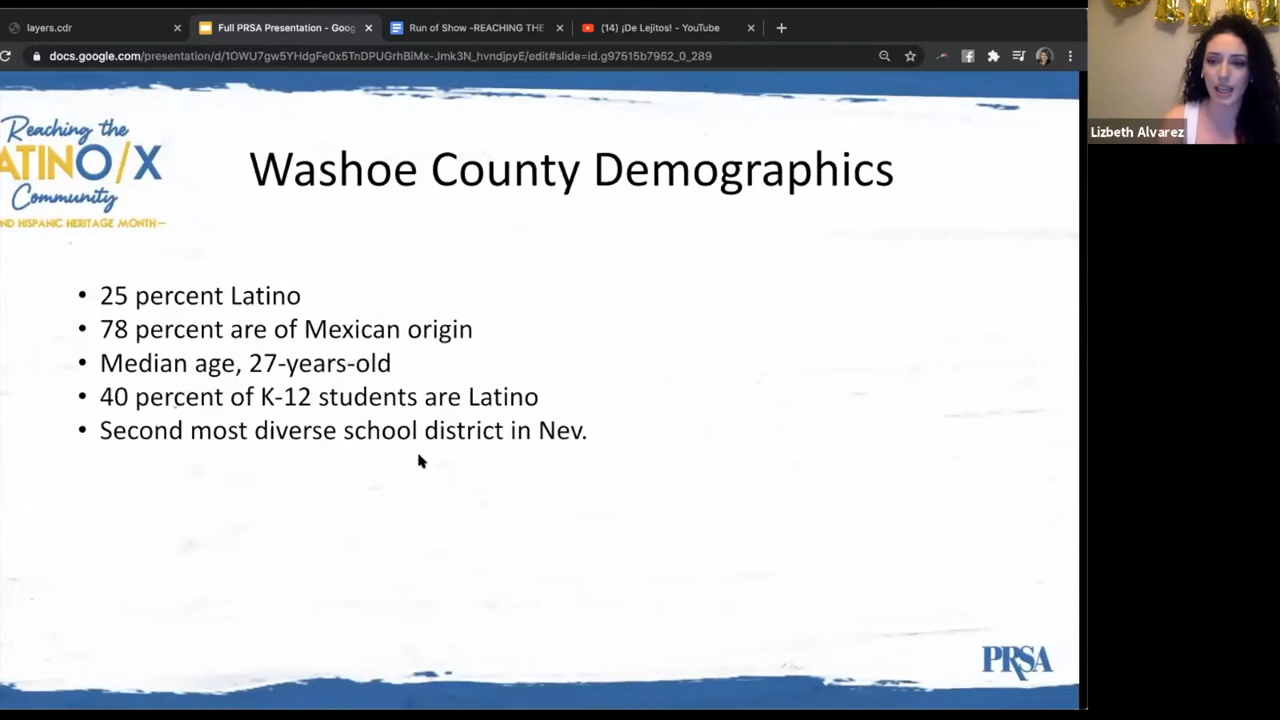 layers.cdr
Full PRSA Presentation - Goog
Run of Show -REACHING THE
(14) ¡De Lejitos! - YouTube
docs.google.com/presentation/d/1OWU7gw5YHdgFe0x5TnDPUGrhBiMx-Jmk3N_hvndjpyE/edit#slide=id.g97615b7952_0_289
Lizbeth Alvarez
Reaching the
ATINO/X
Community
ND HISPANIC HERITAGE MONTH—
Washoe County Demographics
• 25 percent Latino
• 78 percent are of Mexican origin
• Median age, 27-years-old
• 40 percent of K-12 students are Latino
• Second most diverse school district in Nev.
PRSA